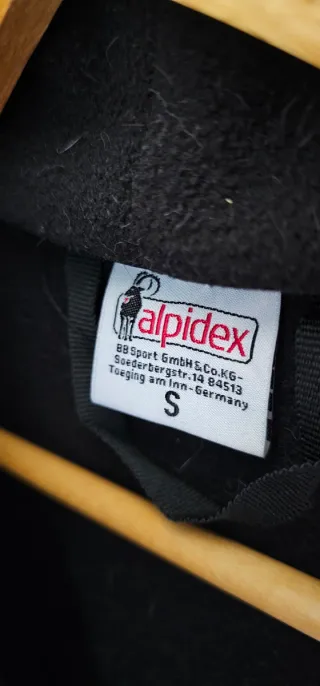 alpidex
BB Sport GmbH & Co.KG-
Soederbergstr.14 84513
Toeging am Inn-Germany
S